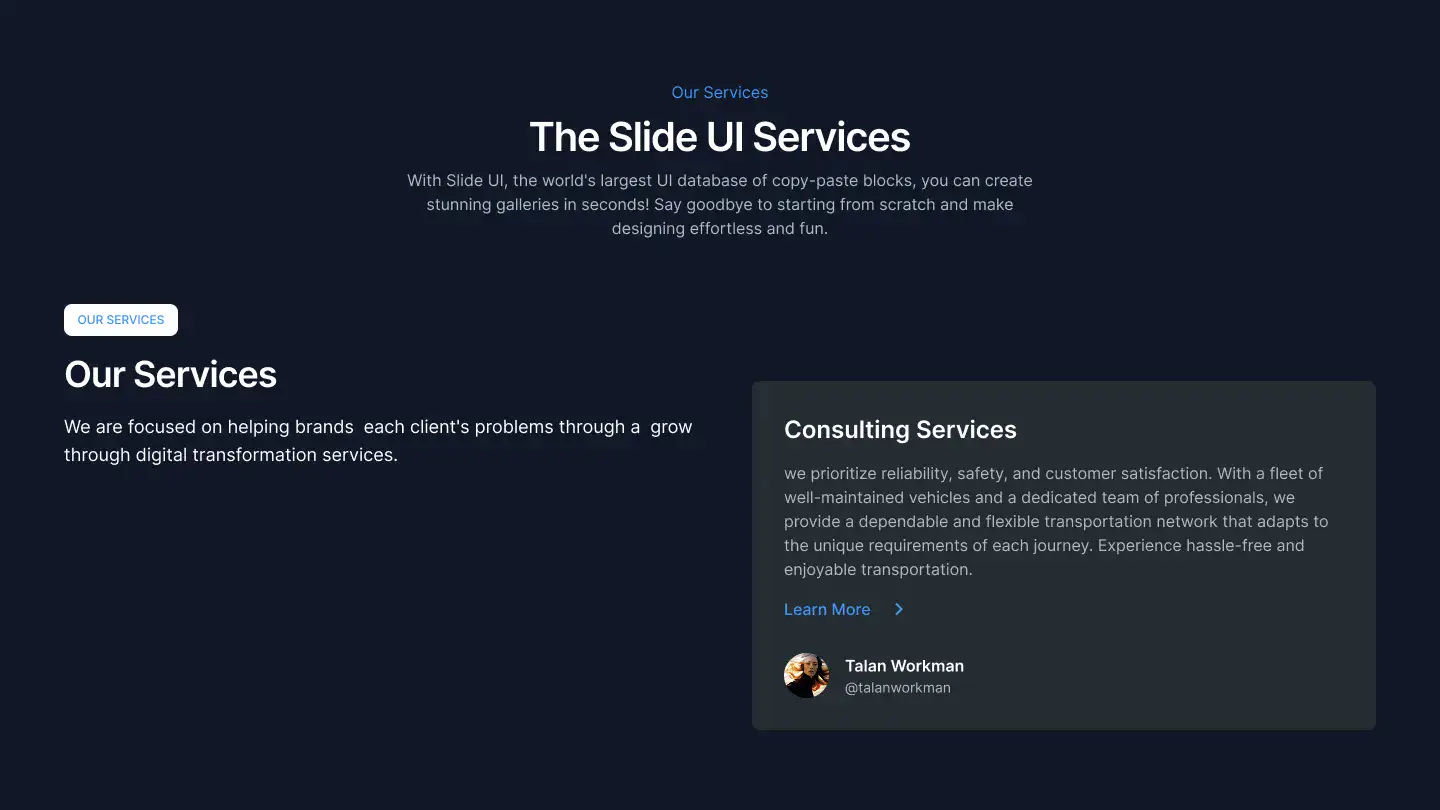 Our Services
The Slide UI Services
With Slide UI, the world's largest UI database of copy-paste blocks, you can create
stunning galleries in seconds! Say goodbye to starting from scratch and make
designing effortless and fun.
OUR SERVICES
Our Services
We are focused on helping brands  each client's problems through a  grow
through digital transformation services.
Consulting Services
we prioritize reliability, safety, and customer satisfaction. With a fleet of
well-maintained vehicles and a dedicated team of professionals, we
provide a dependable and flexible transportation network that adapts to
the unique requirements of each journey. Experience hassle-free and
enjoyable transportation.
Learn More
Talan Workman
@talanworkman